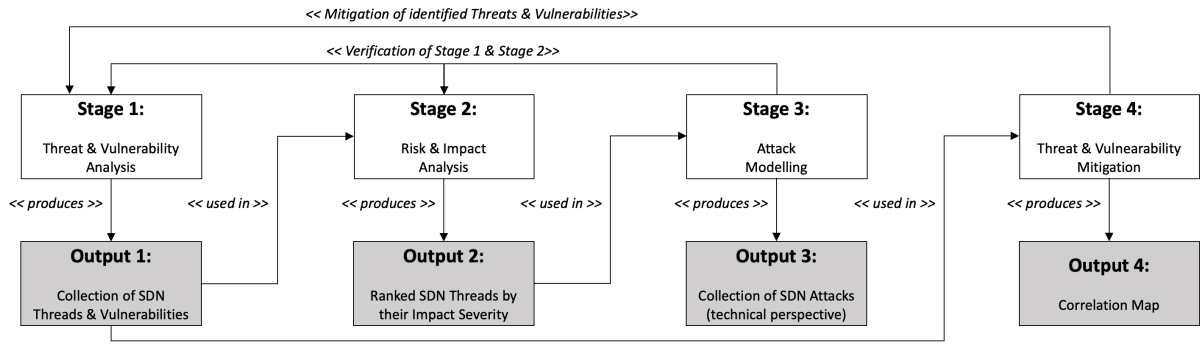 << Mitigation of identified Threats & Vulnerabilities>>
<< Verification of Stage 1 & Stage 2>>
Stage 1:
Threat & Vulnerability
Analysis
Stage 2:
Risk & Impact
Analysis
Stage 3:
Attack
Modelling
Stage 4:
Threat & Vulnearability
Mitigation
<< produces >>
<< used in >>
<< produces >>
<< used in >>
<< produces >>
<< used in >>
<< produces >>
Output 1:
Collection of SDN
Threads & Vulnerabilities
Output 2:
Ranked SDN Threads by
their Impact Severity
Output 3:
Collection of SDN Attacks
(technical perspective)
Output 4:
Correlation Map